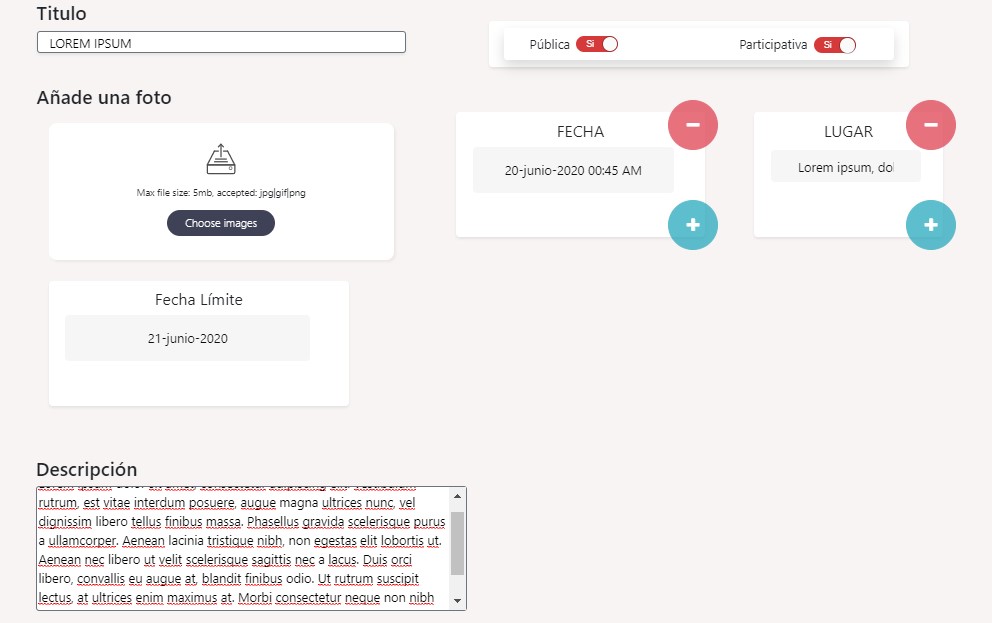 Titulo
LOREM IPSUM
Pública Si
Participativa Si
Añade una foto
Max file size: 5mb, accepted: jpg|gif|png
Choose images
FECHA
20-junio-2020 00:45 AM
LUGAR
Lorem ipsum, dol
Fecha Límite
21-junio-2020
Descripción
rutrum, est vitae interdum posuere, augue magna ultrices nunc, vel
dignissim libero tellus finibus massa. Phasellus gravida scelerisque purus
a ullamcorper. Aenean lacinia tristique nibh, non egestas elit lobortis ut.
Aenean nec libero ut velit scelerisque sagittis nec a lacus. Duis orci
libero, convallis eu augue at, blandit finibus odio. Ut rutrum suscipit
lectus, at ultrices enim maximus at. Morbi consectetur neque non nibh